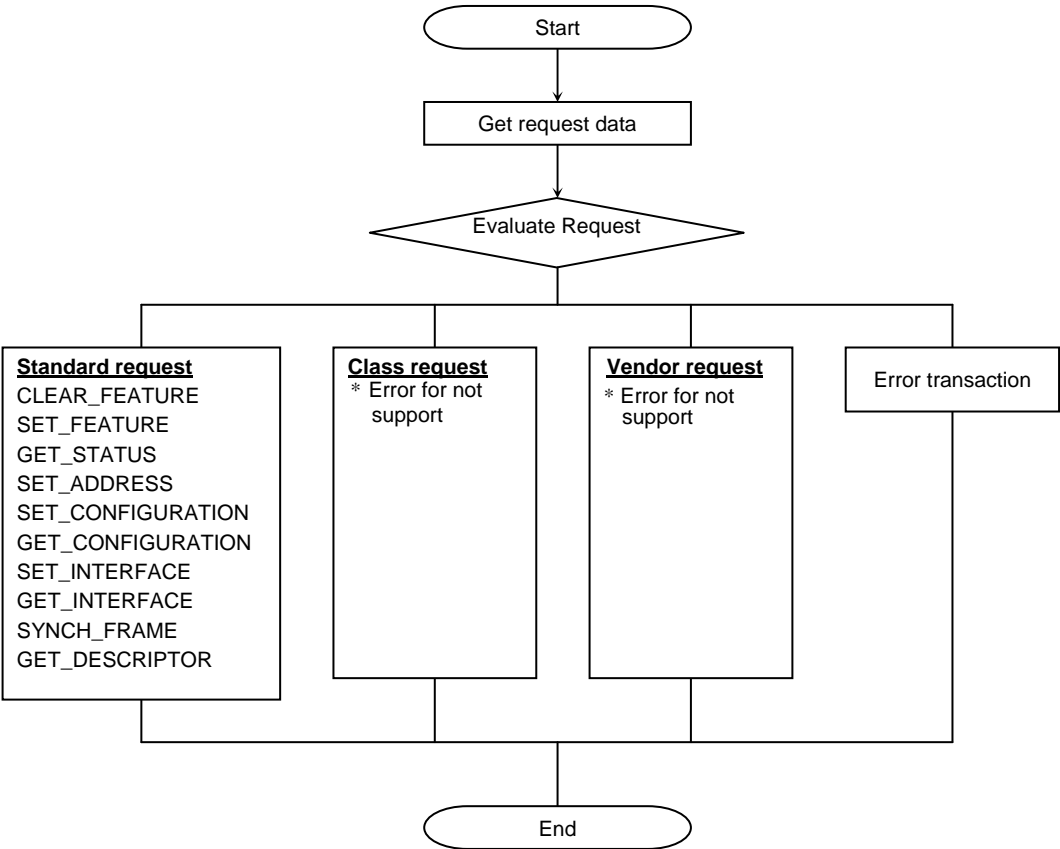 Start
Get request data
Evaluate Request
Standard request
CLEAR_FEATURE
SET_FEATURE
GET_STATUS
SET_ADDRESS
SET_CONFIGURATION
GET_CONFIGURATION
SET_INTERFACE
GET_INTERFACE
SYNCH_FRAME
GET_DESCRIPTOR
Class request
* Error for not
support
Vendor request
* Error for not
support
Error transaction
End